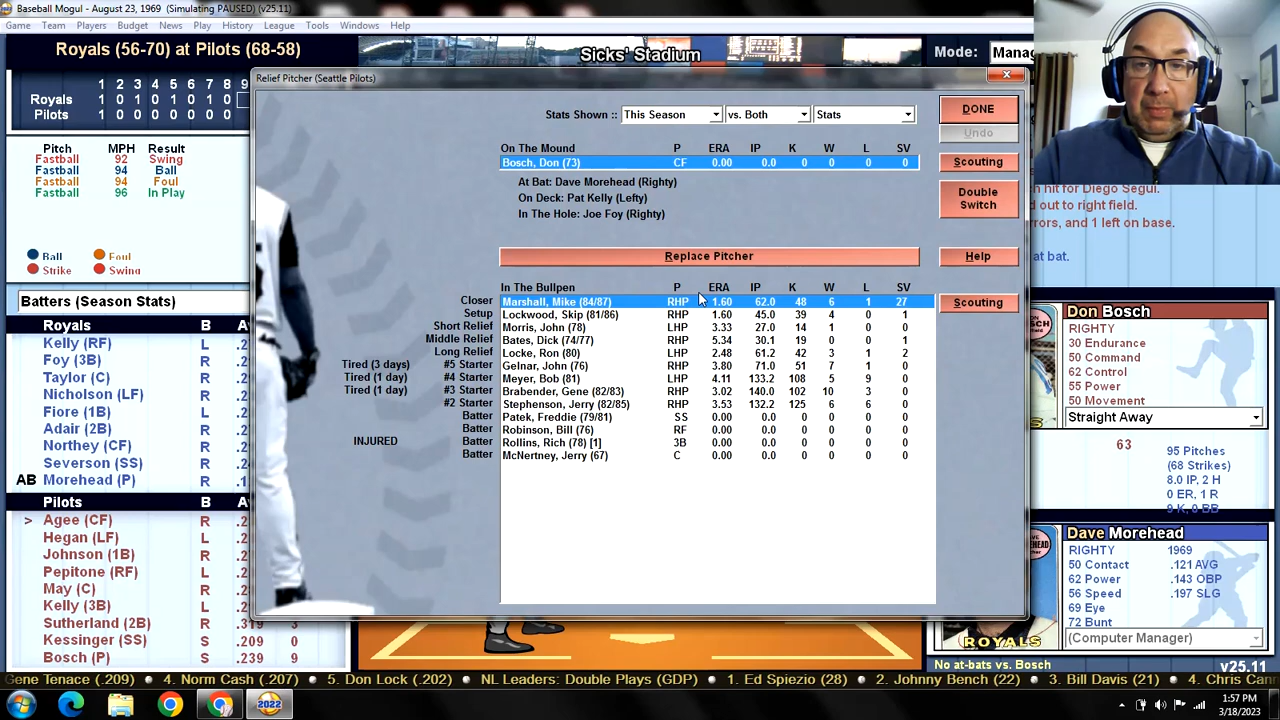 Baseball Mogul - August 23, 1969 (Simulating PAUSED) (v25.11)
Game Team Players Budget News Play History League Tools Windows Help
Royals (56-70) at Pilots (68-58)
Sicks' Stadium
Mode:
1 2 3 4 5 6 7 8 9
Royals 1 0 1 0 1 0 1 0
Pilots 1 0 0 0 0 0 0 0
Pitch MPH Result
Fastball 92 Swing
Fastball 94 Ball
Fastball 94 Foul
Fastball 96 In Play
Ball Foul
Strike Swing
Batters (Season Stats)
Royals B
Kelly (RF) L
Foy (3B) R
Taylor (C) R
Nicholson (LF) R
Fiore (1B) L
Adair (2B) R
Northey (CF) R
Severson (SS) R
AB Morehead (P) R
Pilots B
> Agee (CF) R
Hegan (LF) L
Johnson (1B) R
Pepitone (RF) L
May (C) R
Kelly (3B) L
Sutherland (2B) R .319 3
Kessinger (SS) S .209 0
Bosch (P) S .239 9
Relief Pitcher (Seattle Pilots)
Stats Shown :: This Season vs. Both Stats
DONE
Undo
Scouting
Double Switch
Help
Scouting
On The Mound P ERA IP K W L SV
Bosch, Don (73) CF 0.00 0.0 0 0 0 0
At Bat: Dave Morehead (Righty)
On Deck: Pat Kelly (Lefty)
In The Hole: Joe Foy (Righty)
Replace Pitcher
In The Bullpen P ERA IP K W L SV
Closer Marshall, Mike (84/87) RHP 1.60 62.0 48 6 1 27
Setup Lockwood, Skip (81/86) RHP 1.60 45.0 39 4 0 1
Short Relief Morris, John (78) LHP 3.33 27.0 14 1 0 0
Middle Relief Bates, Dick (74/77) RHP 5.34 30.1 19 0 0 1
Long Relief Locke, Ron (80) LHP 2.48 61.2 42 3 1 2
Tired (3 days) #5 Starter Gelnar, John (76) RHP 3.80 71.0 51 7 1 0
Tired (1 day) #4 Starter Meyer, Bob (81) LHP 4.11 133.2 108 5 9 0
Tired (1 day) #3 Starter Brabender, Gene (82/83) RHP 3.02 140.0 102 10 3 0
#2 Starter Stephenson, Jerry (82/85) RHP 3.53 132.2 125 6 6 0
Batter Patek, Freddie (79/81) SS 0.00 0.0 0 0 0 0
Batter Robinson, Bill (76) RF 0.00 0.0 0 0 0 0
INJURED Batter Rollins, Rich (78) [1] 3B 0.00 0.0 0 0 0 0
Batter McNertney, Jerry (67) C 0.00 0.0 0 0 0 0
ch hit for Diego Segui.
d out to right field.
rrors, and 1 left on base.
at bat.
Don Bosch
RIGHTY
30 Endurance
50 Command
62 Control
55 Power
50 Movement
Straight Away
63
95 Pitches
(68 Strikes)
8.0 IP, 2 H
0 ER, 1 R
9 K, 0 BB
Dave Morehead
RIGHTY 1969
50 Contact .121 AVG
62 Power .143 OBP
56 Speed .197 SLG
69 Eye
72 Bunt
(Computer Manager)
ROYALS
No at-bats vs. Bosch
v25.11
Gene Tenace (.209) 4. Norm Cash (.207) 5. Don Lock (.202) NL Leaders: Double Plays (GDP) 1. Ed Spiezio (28) 2. Johnny Bench (22) 3. Bill Davis (21) 4. Chris Cann
2022
1:57 PM
3/18/2023